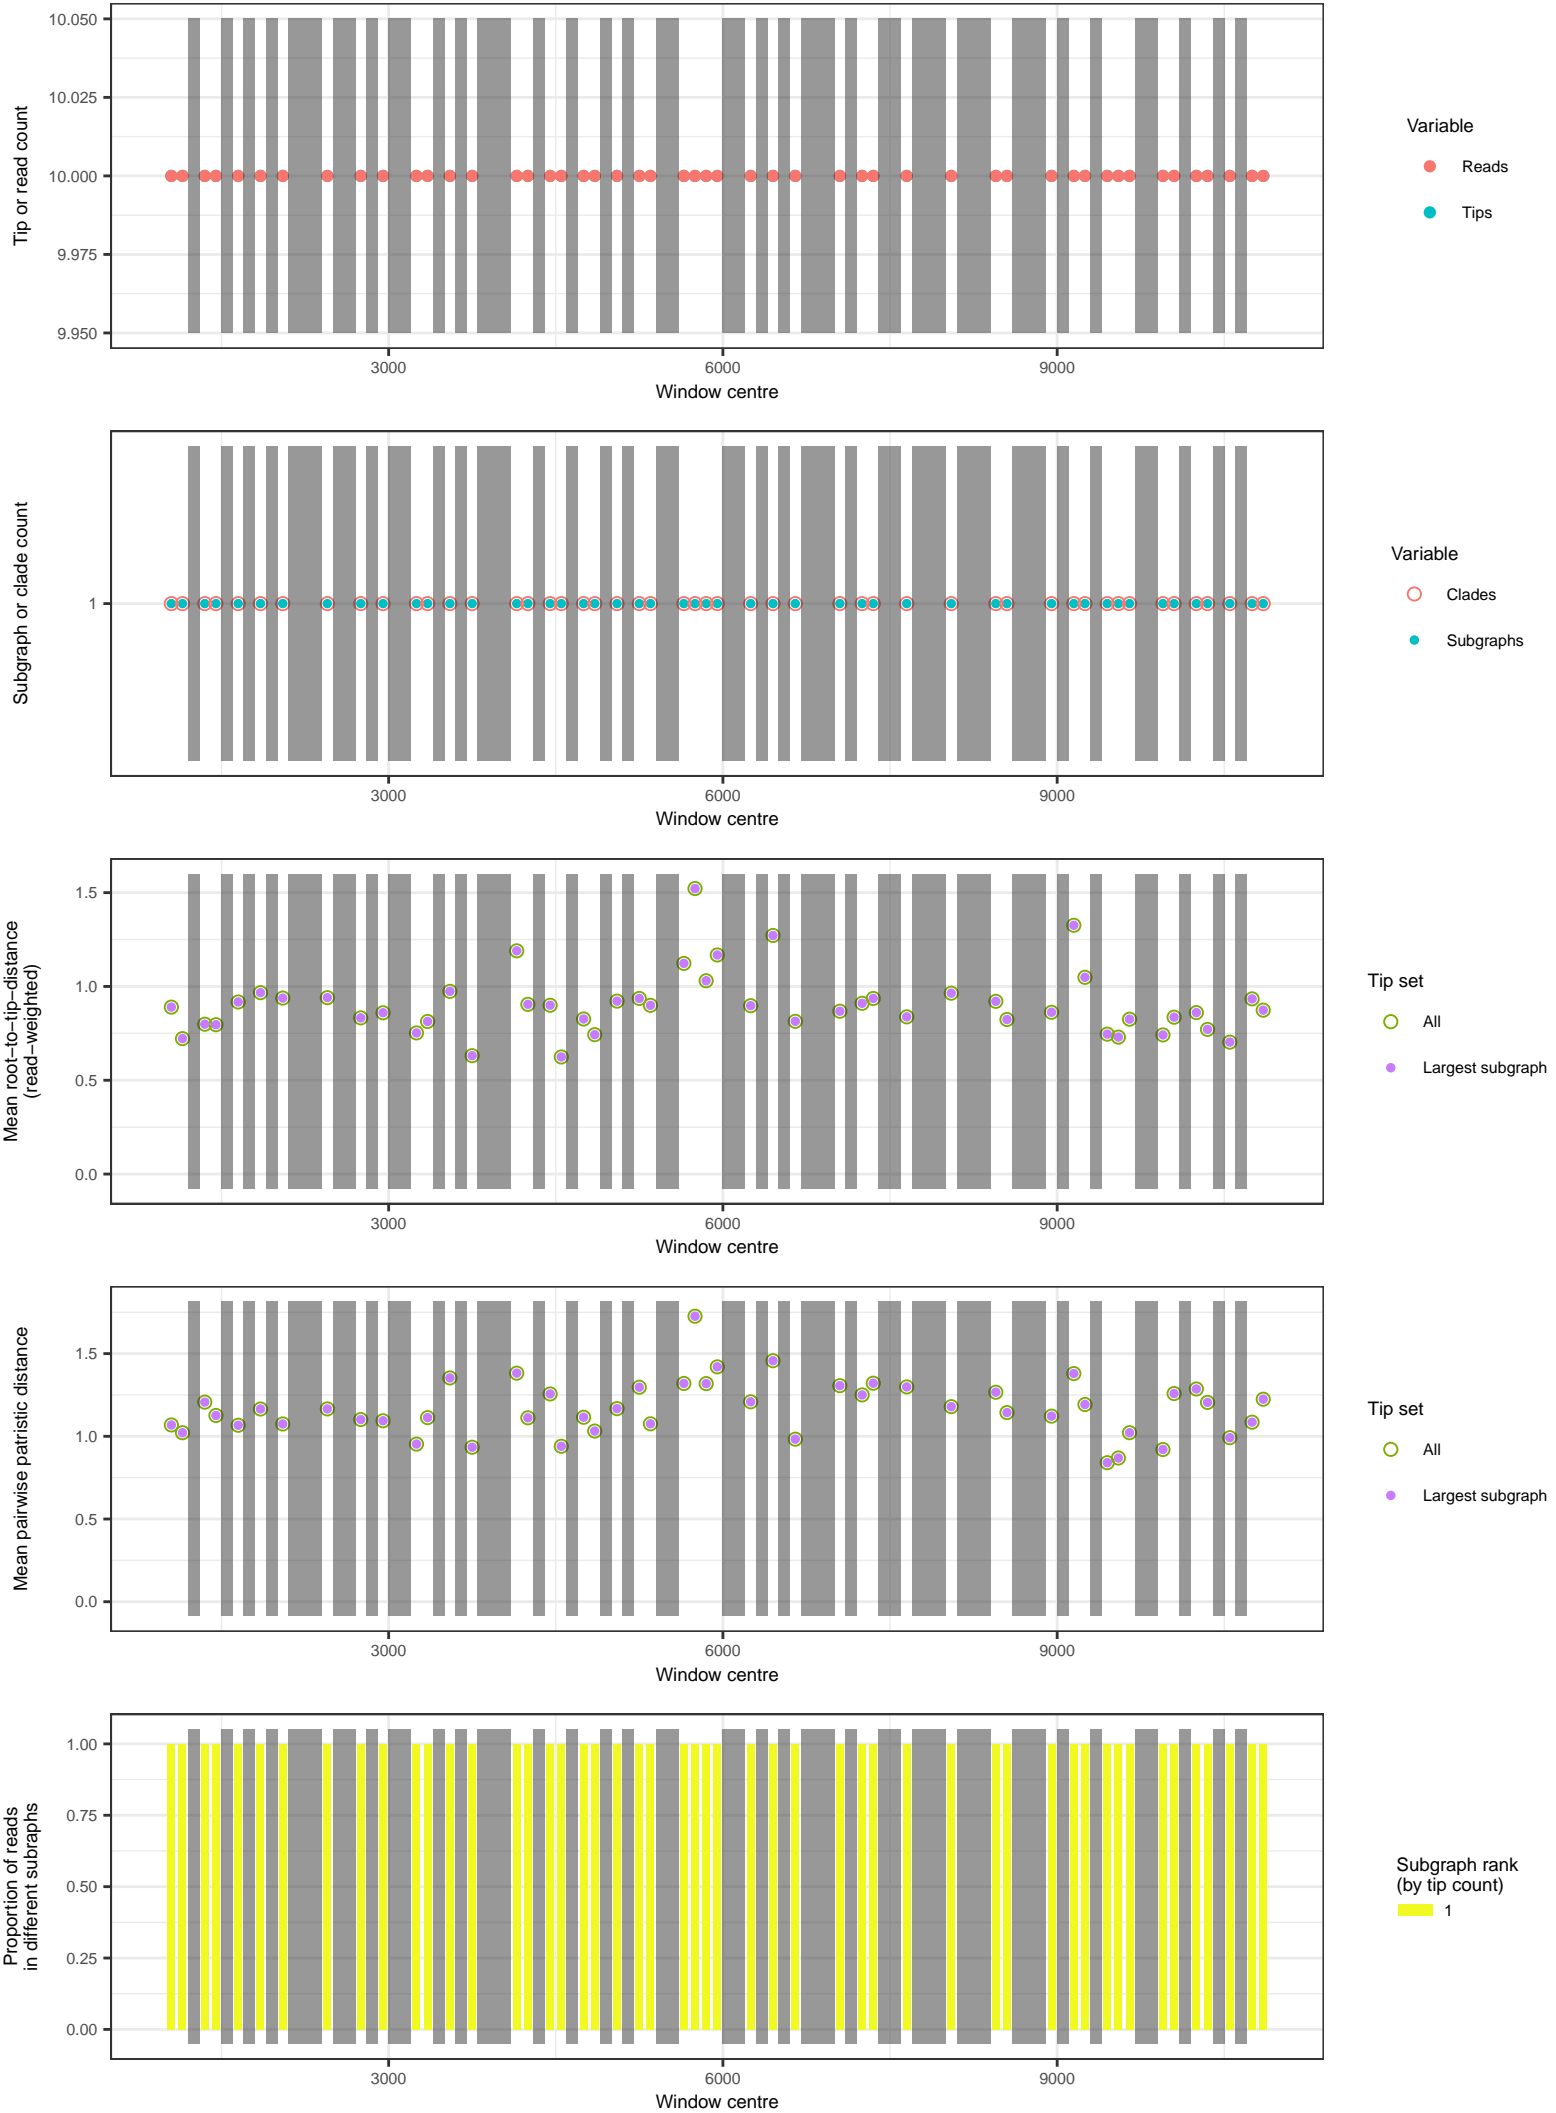 10.050
10.025
10.000
9.975
9.950
Tip or read count
3000 6000 9000
Window centre
Variable
Reads
Tips
1
Subgraph or clade count
3000 6000 9000
Window centre
Variable
Clades
Subgraphs
1.5
1.0
0.5
0.0
Mean root−to−tip−distance
(read−weighted)
3000 6000 9000
Window centre
Tip set
All
Largest subgraph
1.5
1.0
0.5
0.0
Mean pairwise patristic distance
3000 6000 9000
Window centre
Tip set
All
Largest subgraph
1.00
0.75
0.50
0.25
0.00
Proportion of reads
in different subraphs
3000 6000 9000
Window centre
Subgraph rank
(by tip count)
1